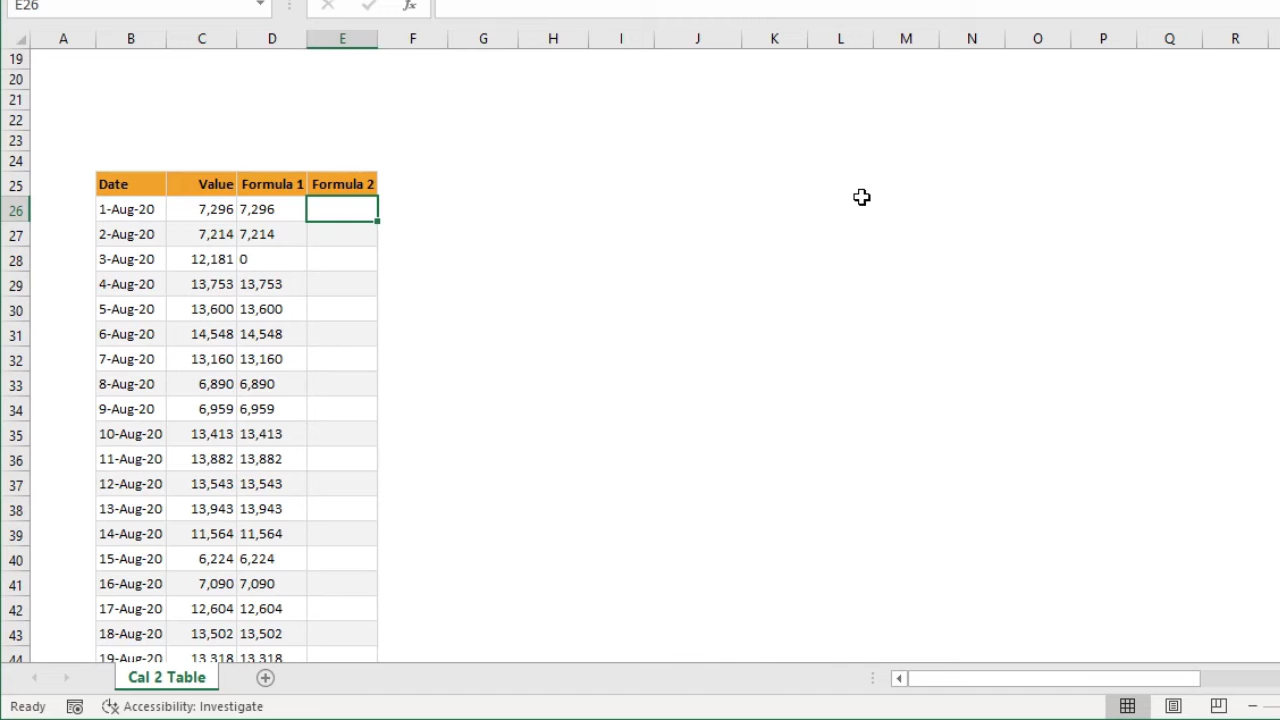 E26
A B C D E F G H I J K L M N O P Q R
19
20
21
22
23
24
25 Date Value Formula 1 Formula 2
26 1-Aug-20 7,296 7,296
27 2-Aug-20 7,214 7,214
28 3-Aug-20 12,181 0
29 4-Aug-20 13,753 13,753
30 5-Aug-20 13,600 13,600
31 6-Aug-20 14,548 14,548
32 7-Aug-20 13,160 13,160
33 8-Aug-20 6,890 6,890
34 9-Aug-20 6,959 6,959
35 10-Aug-20 13,413 13,413
36 11-Aug-20 13,882 13,882
37 12-Aug-20 13,543 13,543
38 13-Aug-20 13,943 13,943
39 14-Aug-20 11,564 11,564
40 15-Aug-20 6,224 6,224
41 16-Aug-20 7,090 7,090
42 17-Aug-20 12,604 12,604
43 18-Aug-20 13,502 13,502
44 19-Aug-20 13,318 13,318
Cal 2 Table
Ready Accessibility: Investigate